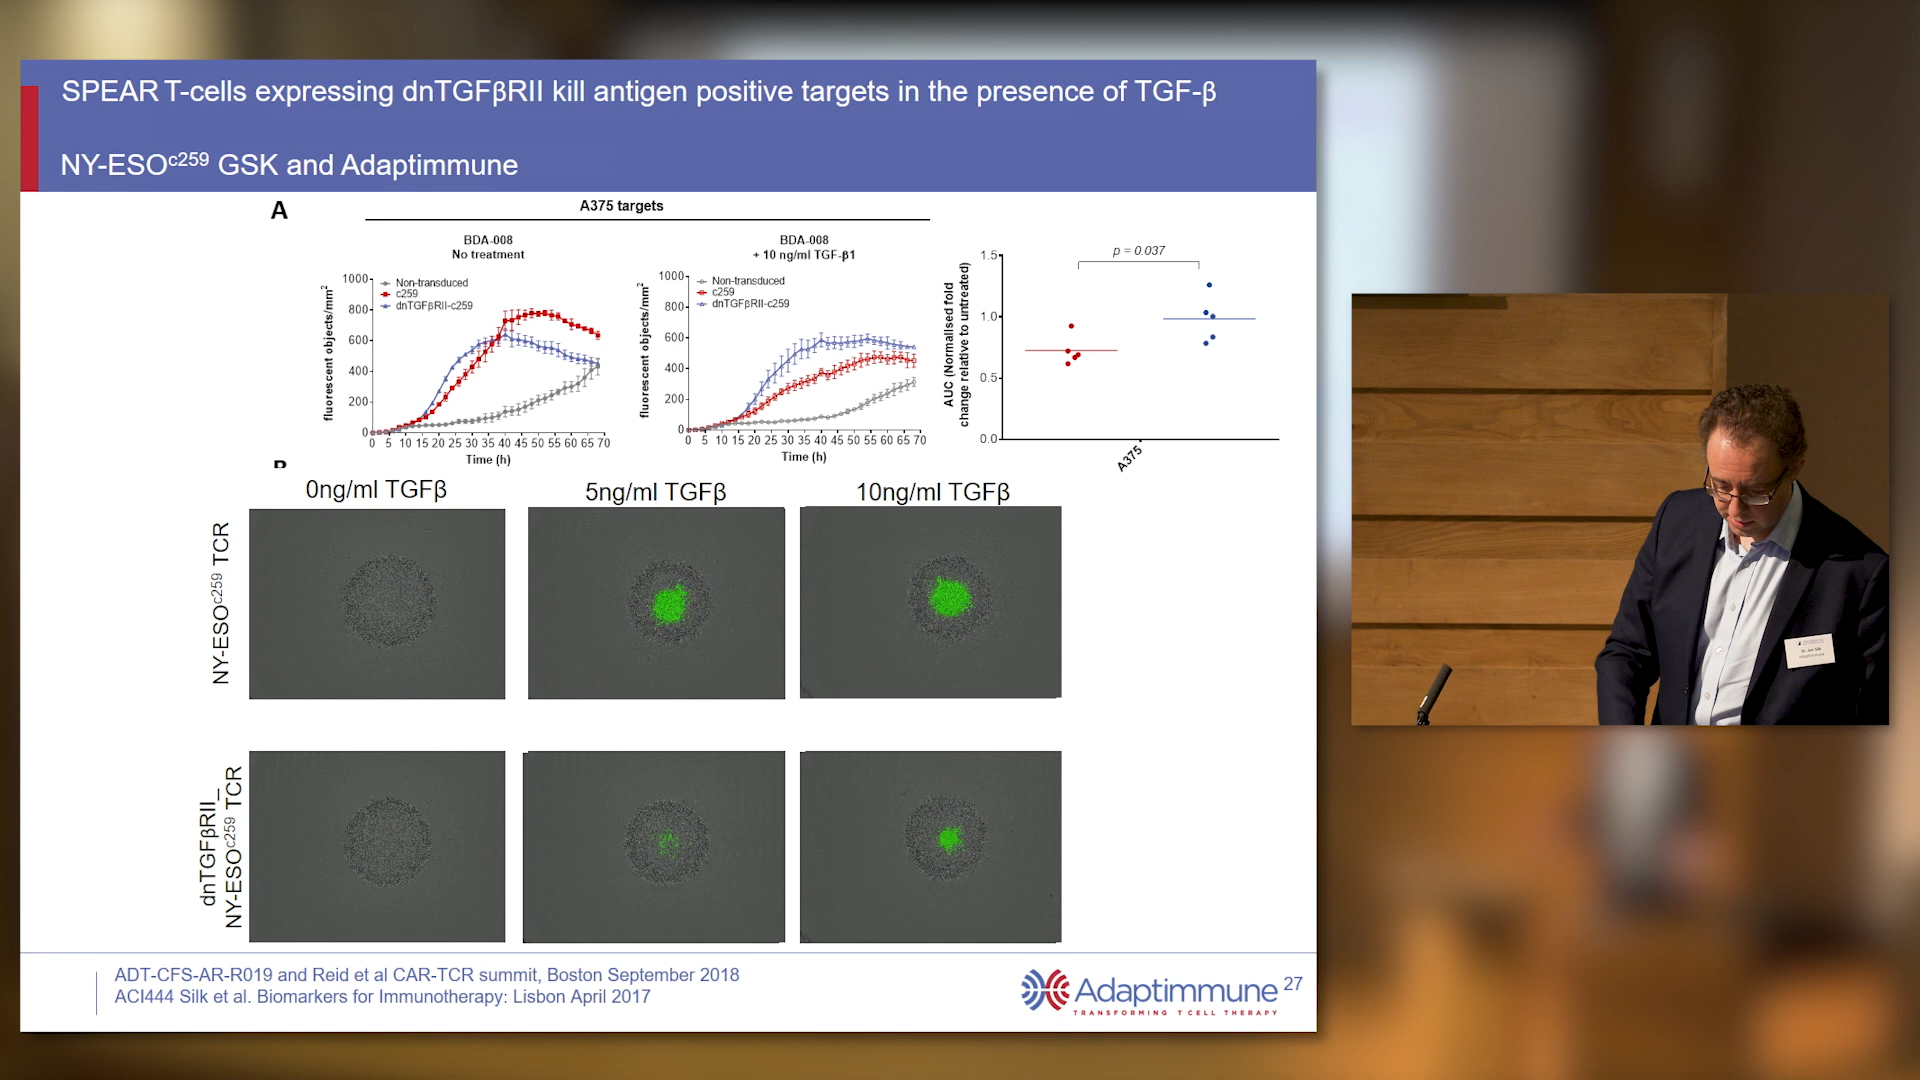 SPEAR T-cells expressing dnTGFβRII kill antigen positive targets in the presence of TGF-β
NY-ESOc259 GSK and Adaptimmune
A
A375 targets
BDA-008
No treatment
Non-transduced
c259
dnTGFβRII-c259
fluorescent objects/mm2
1000
800
600
400
200
0
0 5 10 15 20 25 30 35 40 45 50 55 60 65 70
Time (h)
BDA-008
+ 10 ng/ml TGF-β1
Non-transduced
c259
dnTGFβRII-c259
fluorescent objects/mm2
1000
800
600
400
200
0
0 5 10 15 20 25 30 35 40 45 50 55 60 65 70
Time (h)
p = 0.037
AUC (Normalised fold
change relative to untreated)
1.5
1.0
0.5
0.0
A375
B
0ng/ml TGFβ
5ng/ml TGFβ
10ng/ml TGFβ
NY-ESOc259 TCR
dnTGFβRII_
NY-ESOc259 TCR
ADT-CFS-AR-R019 and Reid et al CAR-TCR summit, Boston September 2018
ACI444 Silk et al. Biomarkers for Immunotherapy: Lisbon April 2017
Adaptimmune
TRANSFORMING T CELL THERAPY
27
Dr. Jon Silk
Adaptimmune